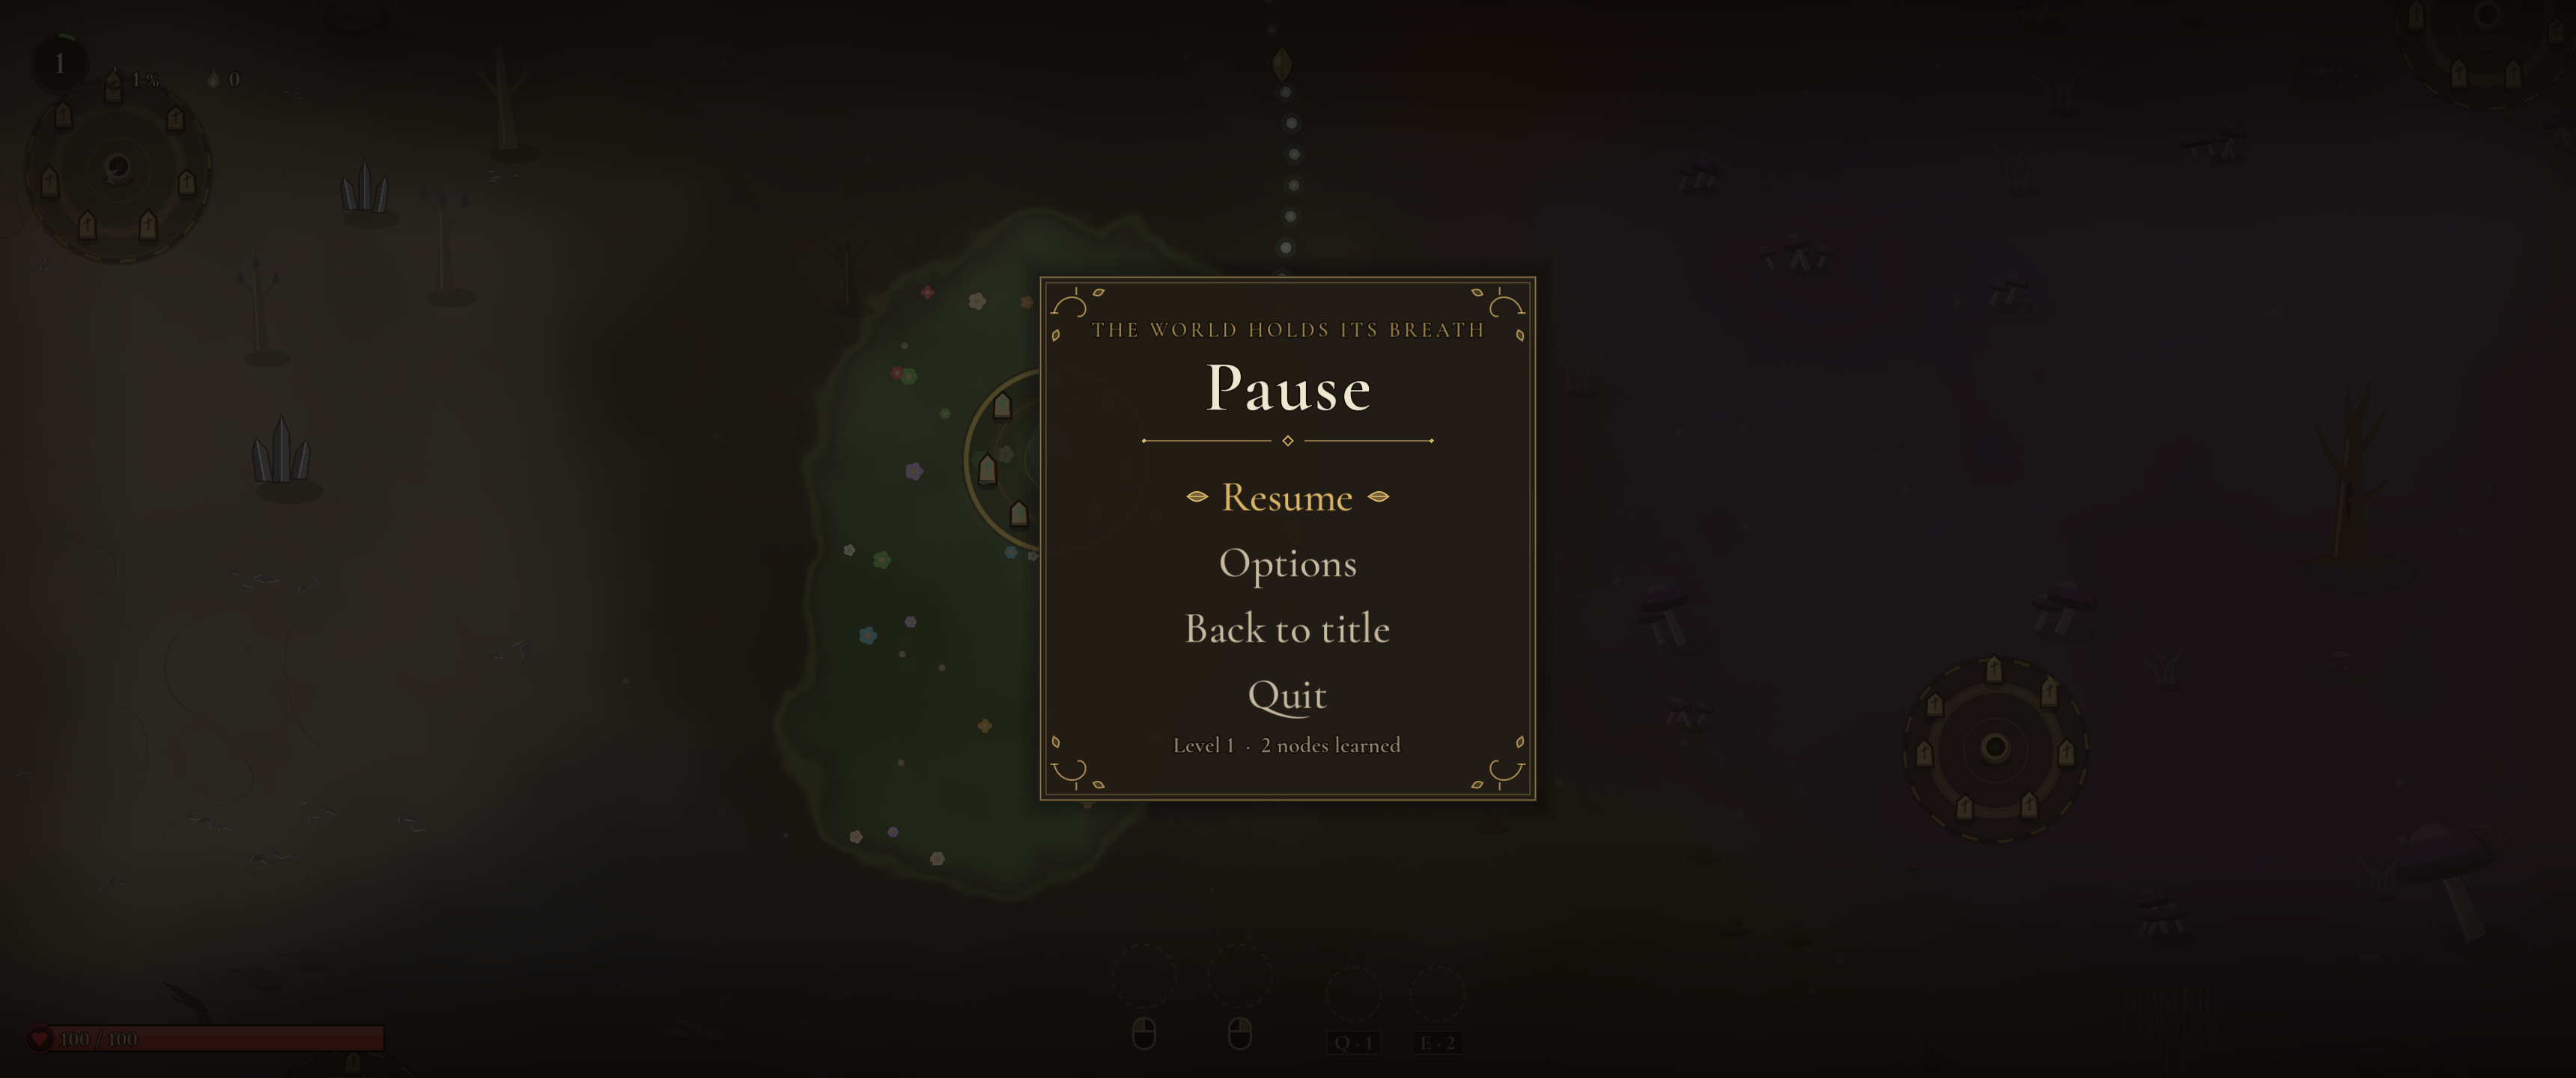 1
1 %
0
THE WORLD HOLDS ITS BREATH
Pause
Resume
Options
Back to title
Quit
Level 1 · 2 nodes learned
100 / 100
Q · 1
E · 2